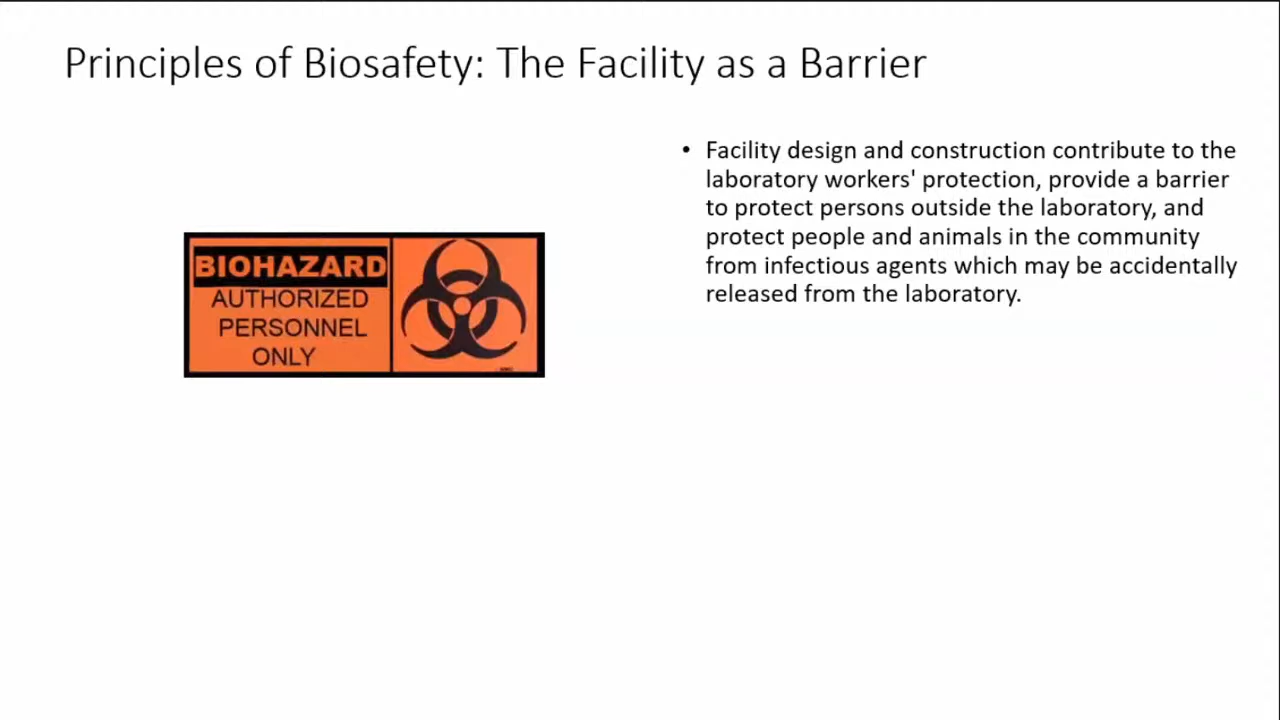 Principles of Biosafety: The Facility as a Barrier
BIOHAZARD
AUTHORIZED
PERSONNEL
ONLY
• Facility design and construction contribute to the
laboratory workers' protection, provide a barrier
to protect persons outside the laboratory, and
protect people and animals in the community
from infectious agents which may be accidentally
released from the laboratory.